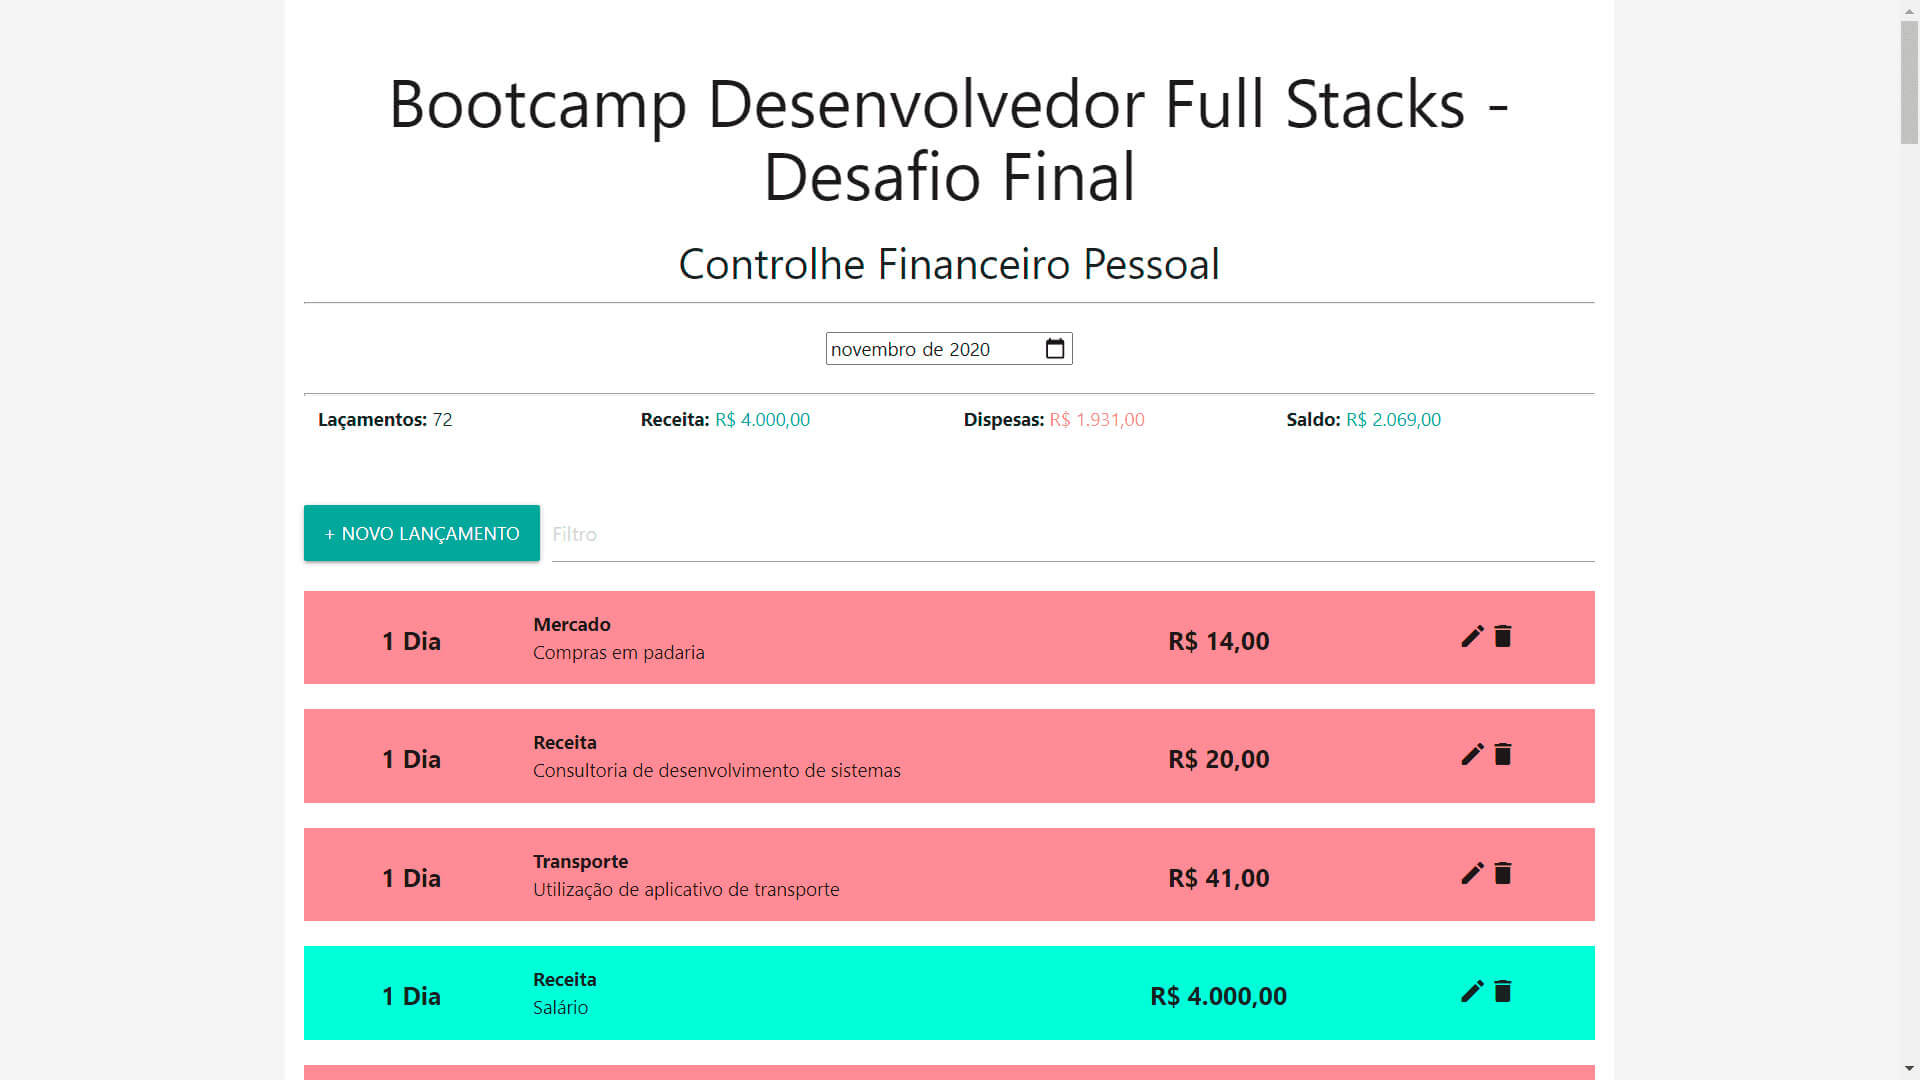 Bootcamp Desenvolvedor Full Stacks -
Desafio Final
Controlhe Financeiro Pessoal
novembro de 2020
Laçamentos: 72 Receita: R$ 4.000,00 Dispesas: R$ 1.931,00 Saldo: R$ 2.069,00
+ NOVO LANÇAMENTO Filtro
1 Dia
Mercado
Compras em padaria
R$ 14,00
1 Dia
Receita
Consultoria de desenvolvimento de sistemas
R$ 20,00
1 Dia
Transporte
Utilização de aplicativo de transporte
R$ 41,00
1 Dia
Receita
Salário
R$ 4.000,00